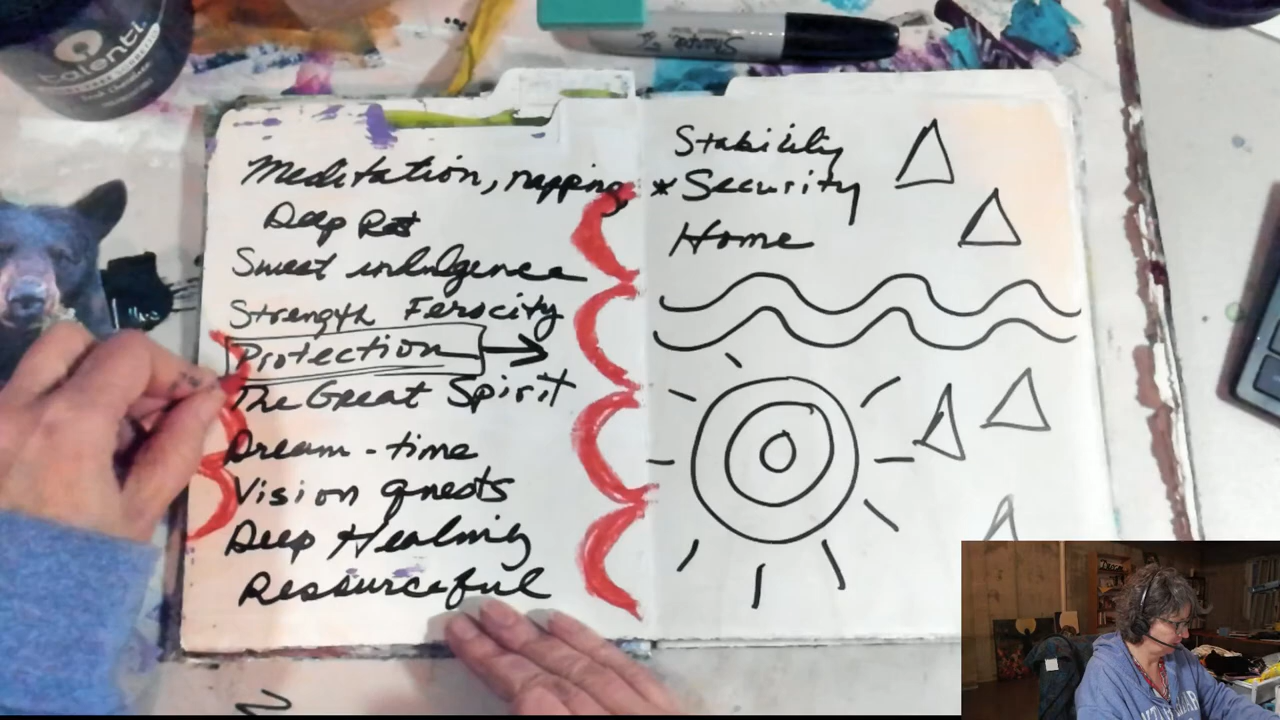 talenti
Sharpie
Meditation, napping
Deep Rest
Sweet indulgence
Strength Ferocity
Protection →
The Great Spirit
Dream-time
Vision quests
Deep Healing
Resourceful
Stability
*Security
Home